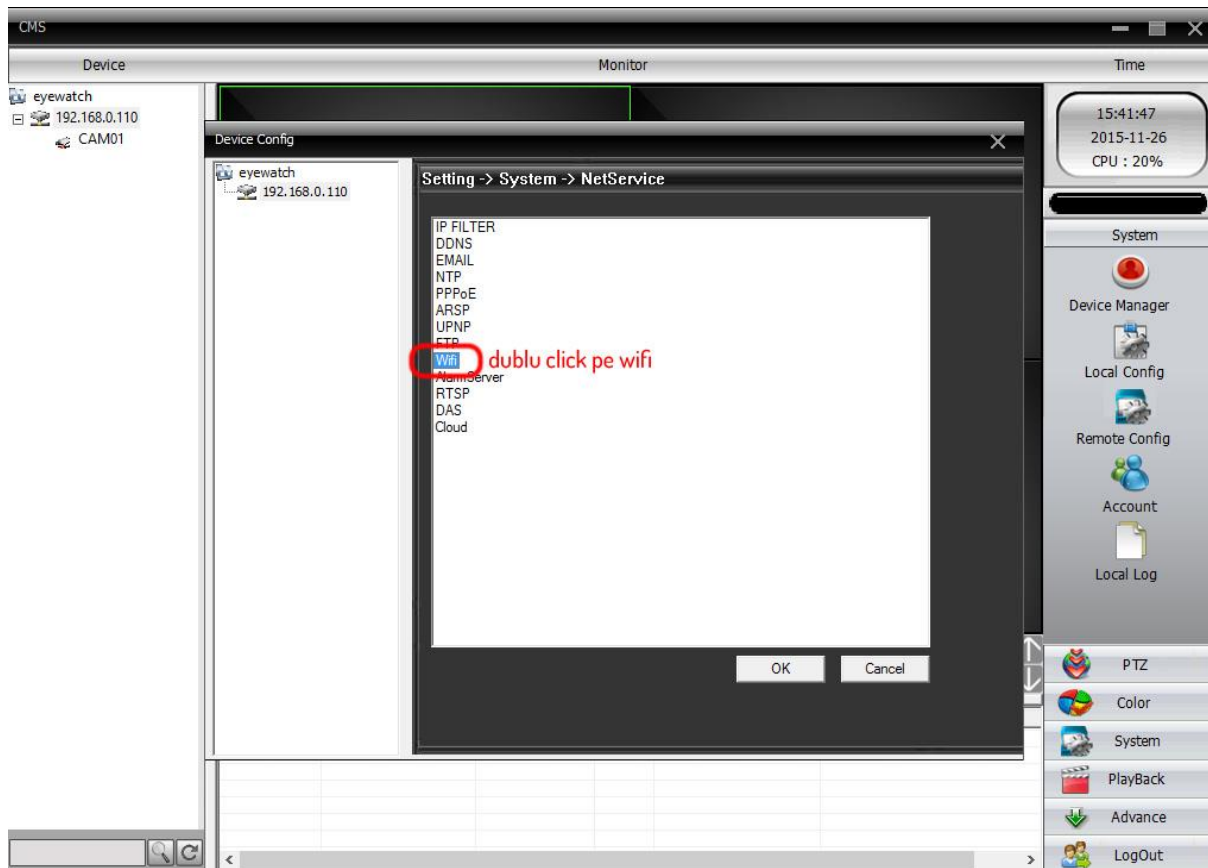 CMS
Device
Monitor
Time
eyewatch
192.168.0.110
CAM01
15:41:47
2015-11-26
CPU : 20%
Device Config
eyewatch
192.168.0.110
Setting -> System -> NetService
IP FILTER
DDNS
EMAIL
NTP
PPPoE
ARSP
UPNP
FTP
Wifi dublu click pe wifi
AlarmServer
RTSP
DAS
Cloud
OK
Cancel
System
Device Manager
Local Config
Remote Config
Account
Local Log
PTZ
Color
System
PlayBack
Advance
LogOut